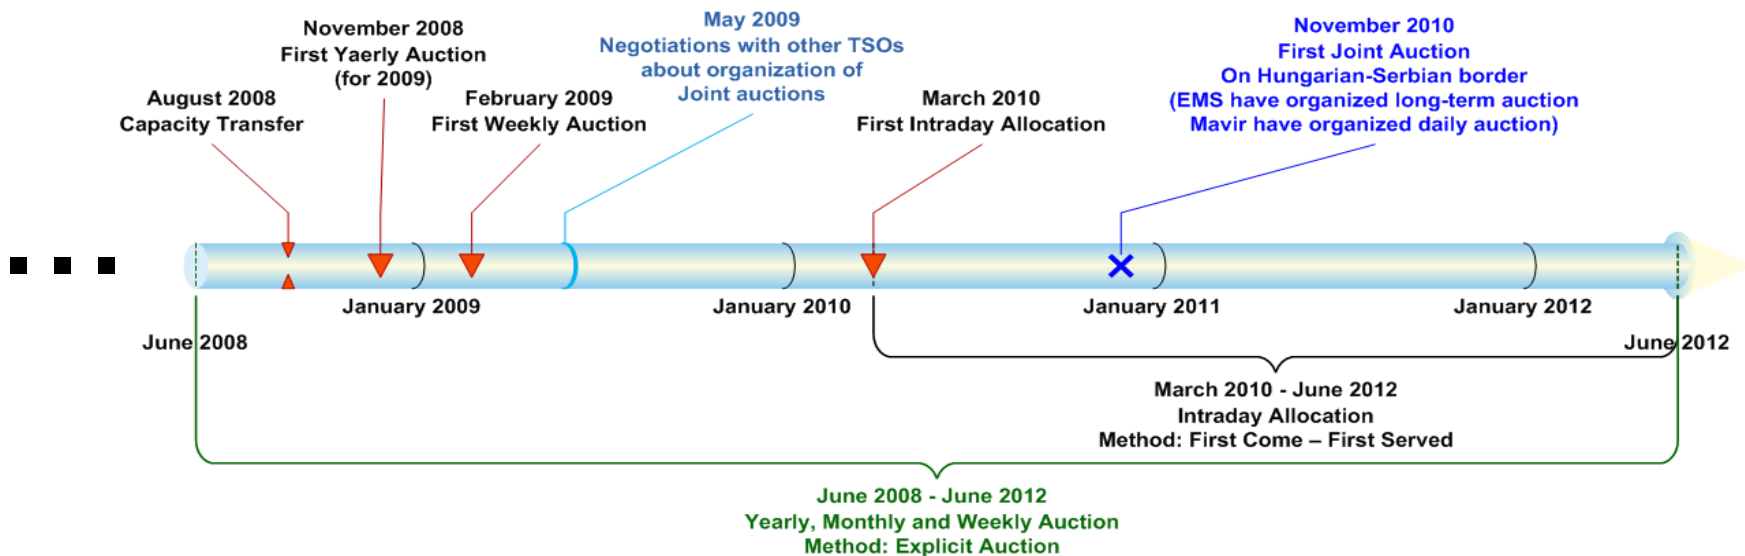 November 2008
First Yaerly Auction
(for 2009)
August 2008
Capacity Transfer
February 2009
First Weekly Auction
May 2009
Negotiations with other TSOs
about organization of
Joint auctions
March 2010
First Intraday Allocation
November 2010
First Joint Auction
On Hungarian-Serbian border
(EMS have organized long-term auction
Mavir have organized daily auction)
January 2009
January 2010
January 2011
January 2012
June 2008
June 2012
March 2010 - June 2012
Intraday Allocation
Method: First Come – First Served
June 2008 - June 2012
Yearly, Monthly and Weekly Auction
Method: Explicit Auction